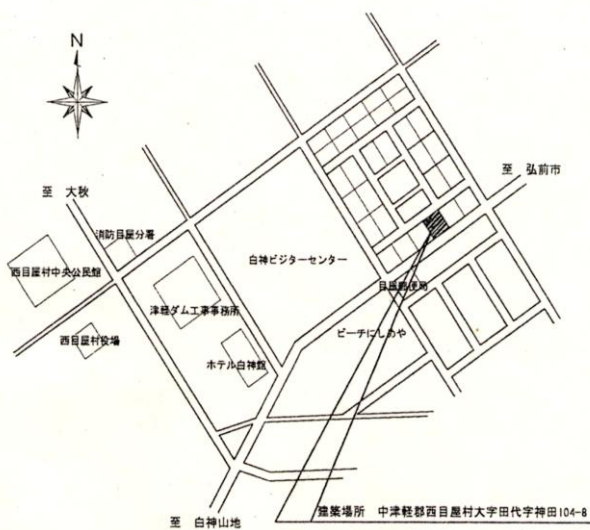 N
至 弘前市
至 大秋
消防目屋分署
白神ビジターセンター
西目屋村中央公民館
目屋郵便局
津軽ダム工事事務所
ビーチにしめや
西目屋村役場
ホテル白神館
建築場所 中津軽郡西目屋村大字田代字神田104-8
至 白神山地